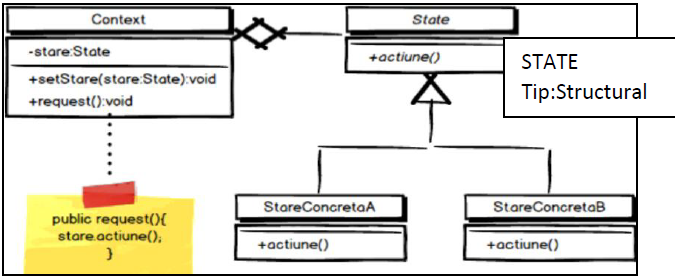 Context
-stare:State
+setStare(stare:State):void
+request():void
State
+actiune()
STATE
Tip:Structural
public request(){
stare.actiune();
}
StareConcretaA
+actiune()
StareConcretaB
+actiune()